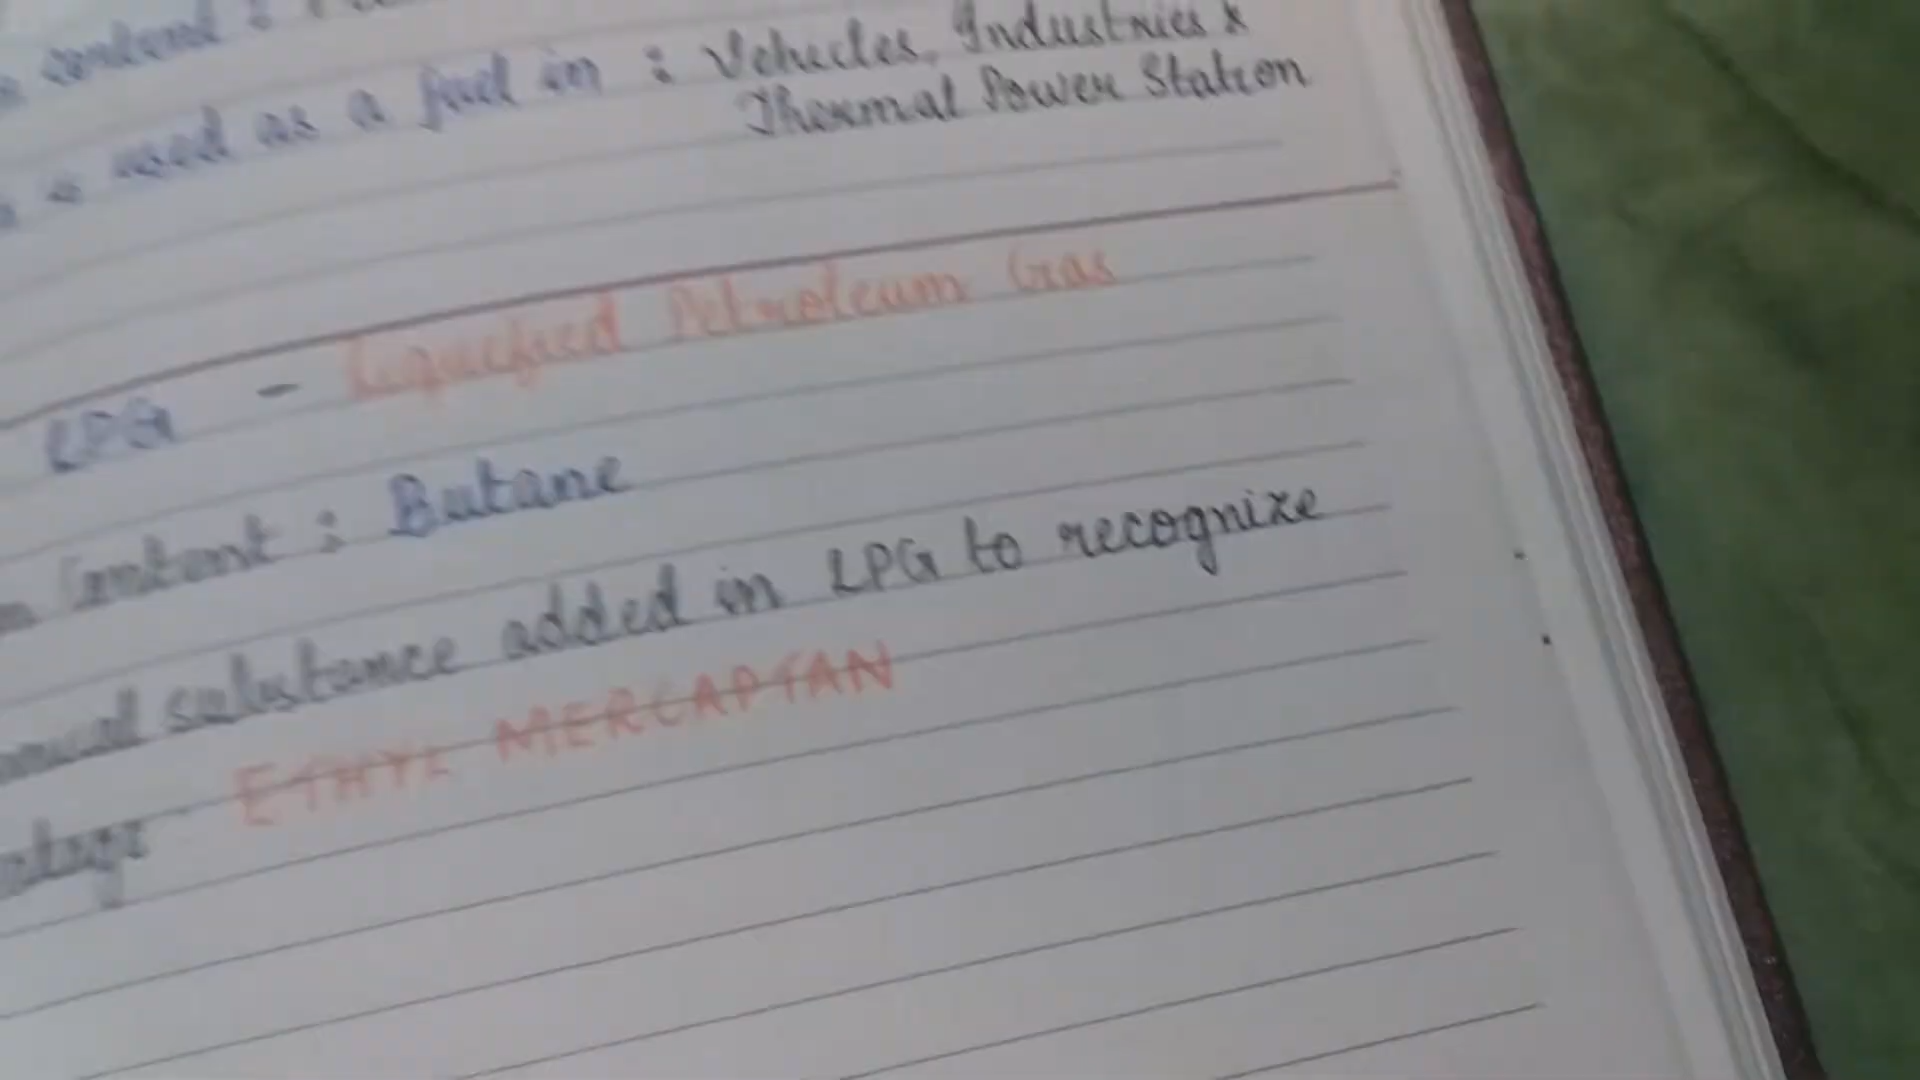 content :
used as a fuel in : Vehicles, Industries &
Thermal Power Station
LPG - Liquefied Petroleum Gas
Content : Butane
substance added in LPG to recognize
ETHYL MERCAPTAN